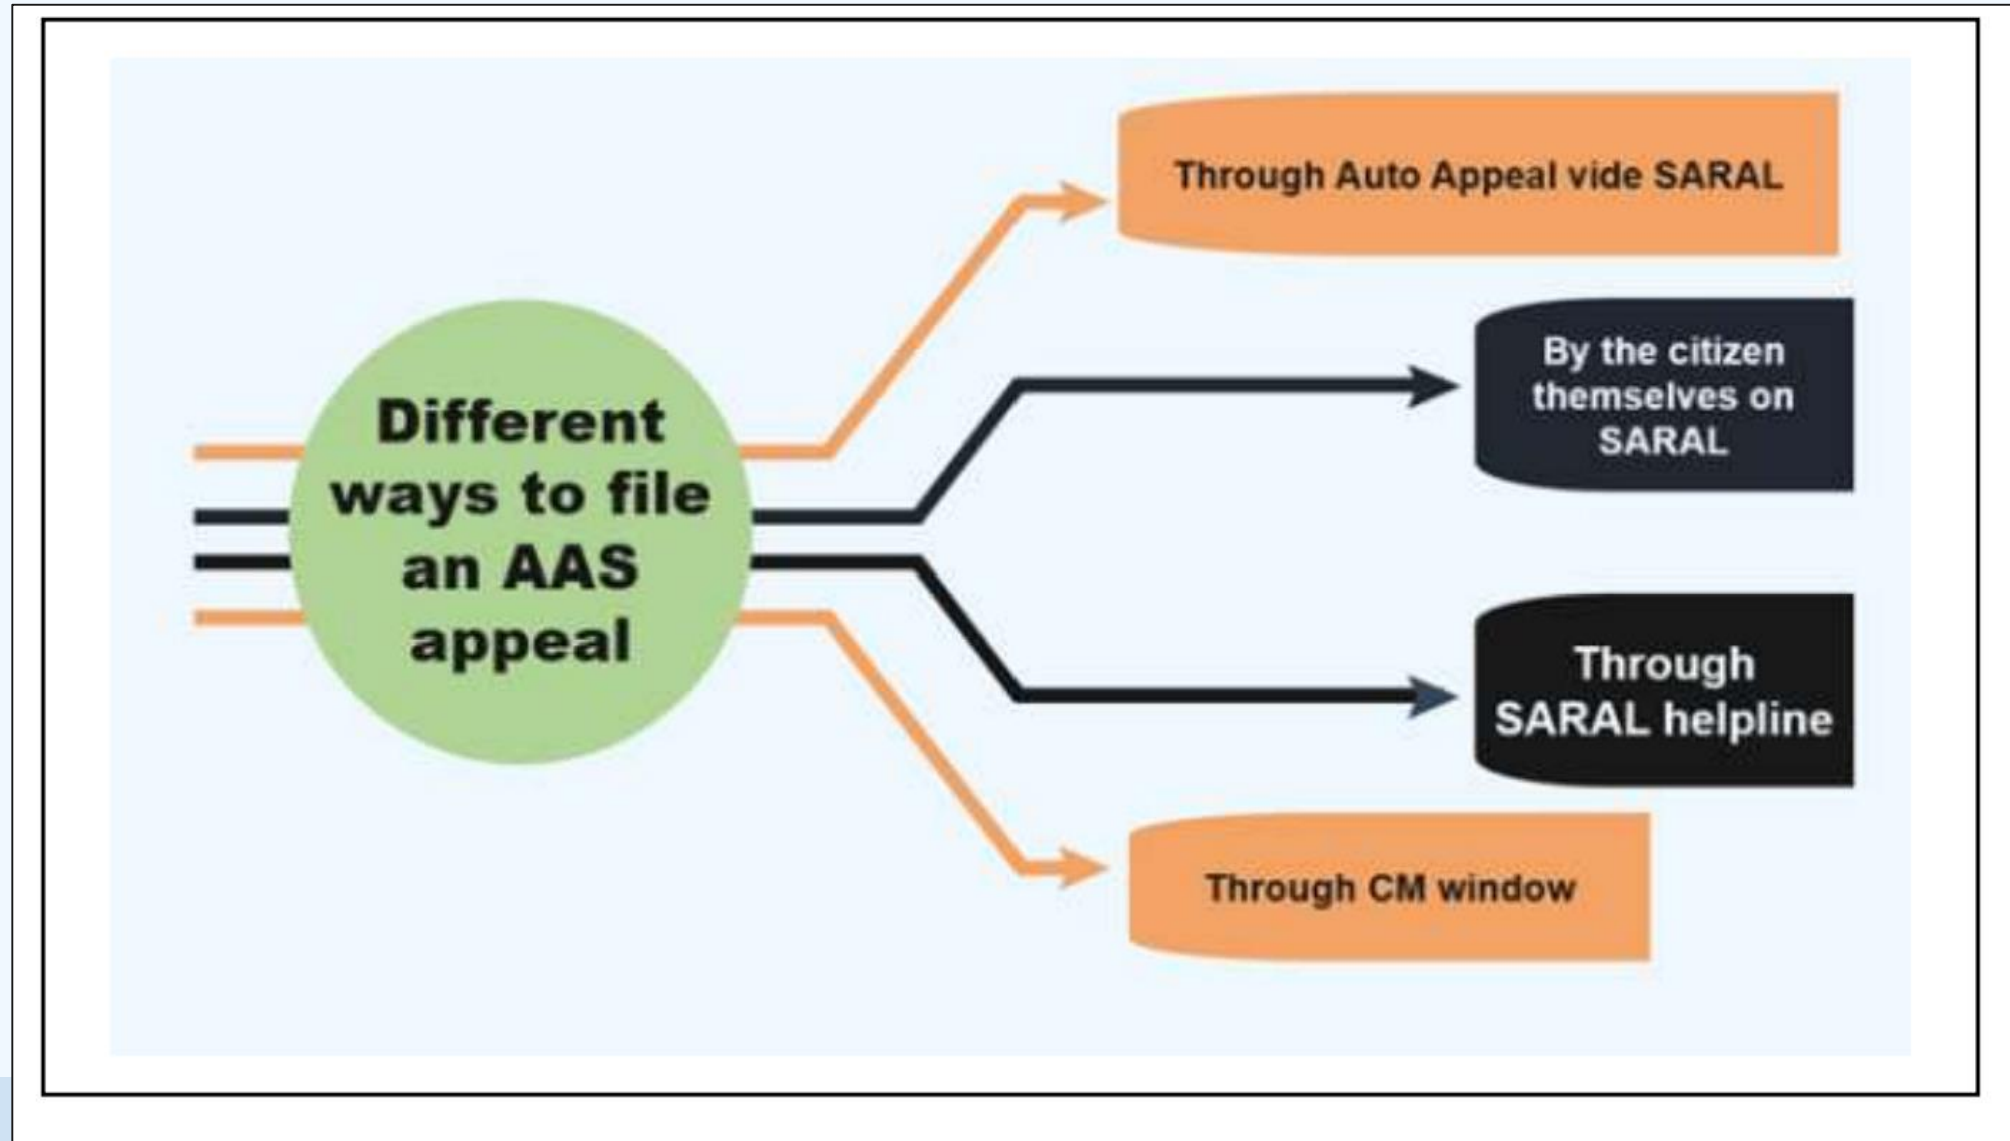 Different
ways to file
an AAS
appeal
Through Auto Appeal vide SARAL
By the citizen
themselves on
SARAL
Through
SARAL helpline
Through CM window